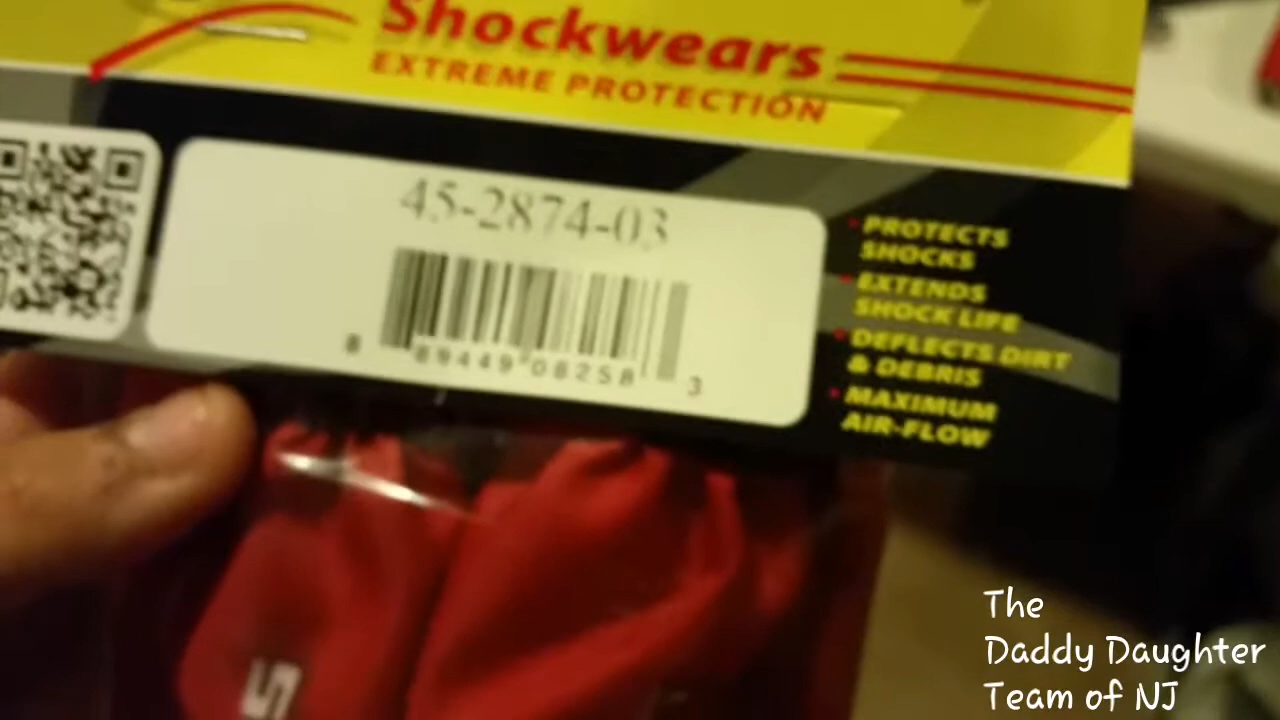 Shockwears
EXTREME PROTECTION
45-2874-03
8 89449 08258 3
• PROTECTS
SHOCKS
• EXTENDS
SHOCK LIFE
• DEFLECTS DIRT
& DEBRIS
• MAXIMUM
AIR-FLOW
S
The
Daddy Daughter
Team of NJ